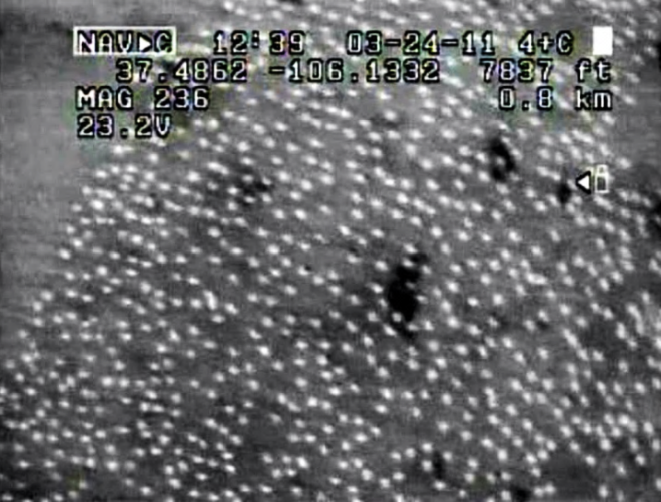 NAV▷C 12:39 03-24-11 4+C
37.4862 -106.1332 7837 ft
MAG 236 0.8 km
23.2V